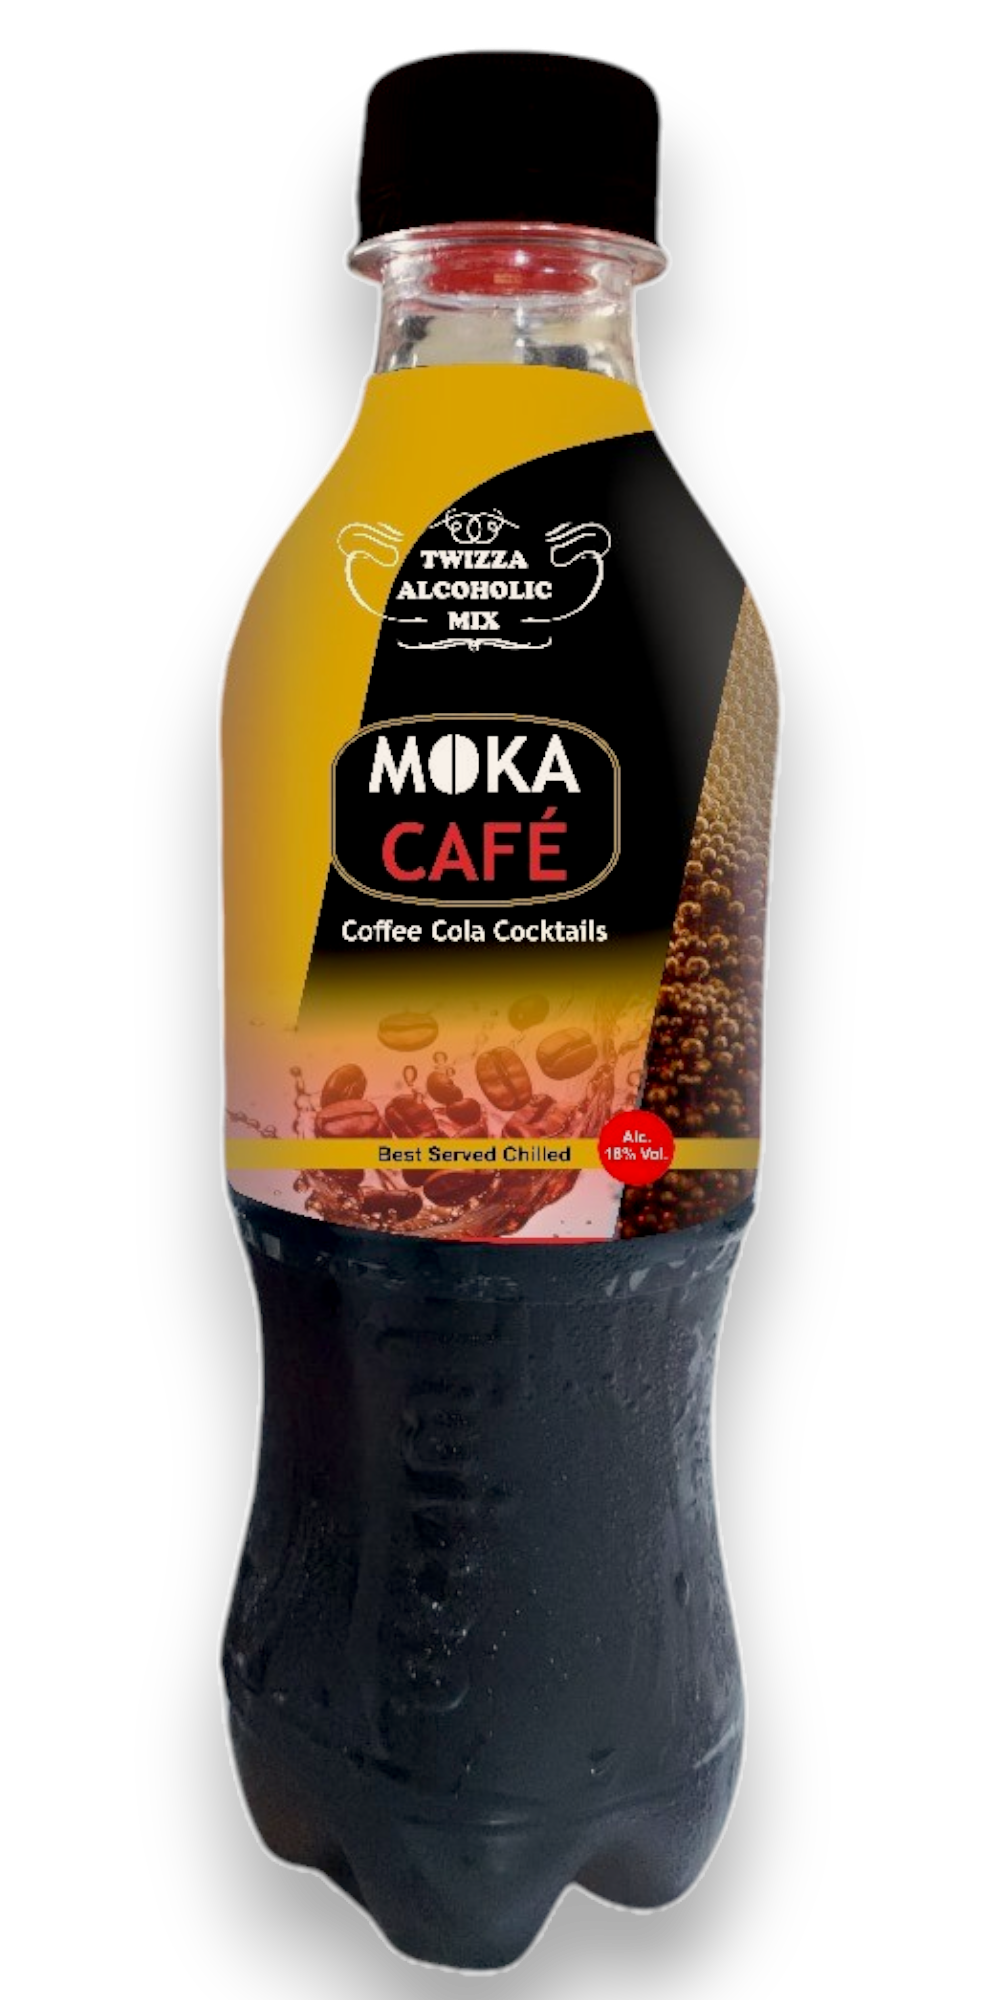 TWIZZA
ALCOHOLIC
MIX
MOKA
CAFÉ
Coffee Cola Cocktails
Best Served Chilled
Alc.
18% Vol.